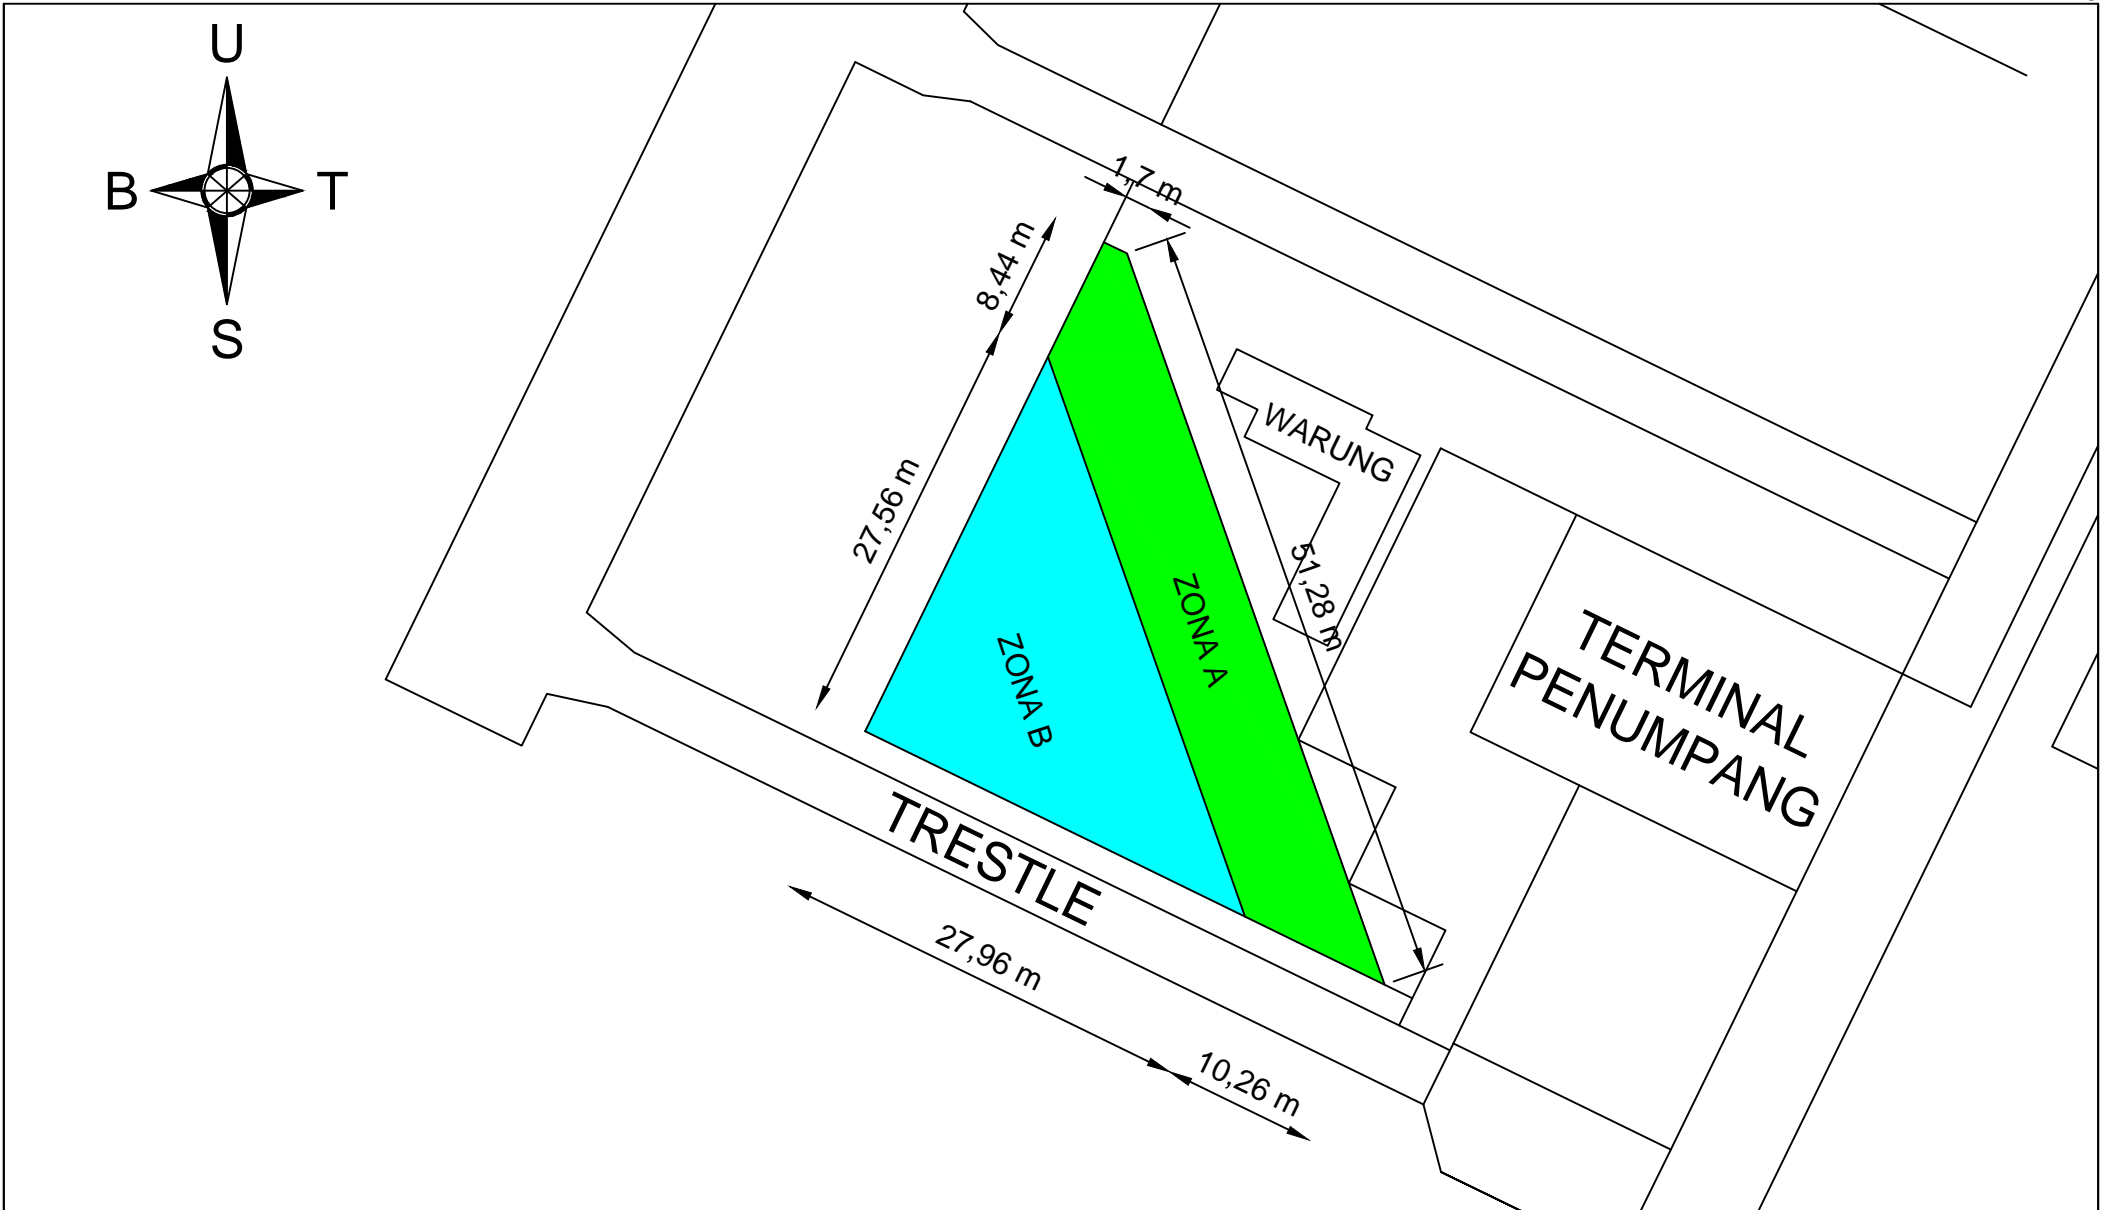 U
B
T
S
1,7 m
8,44 m
27,56 m
51,28 m
WARUNG
ZONA A
ZONA B
TERMINAL
PENUMPANG
TRESTLE
27,96 m
10,26 m